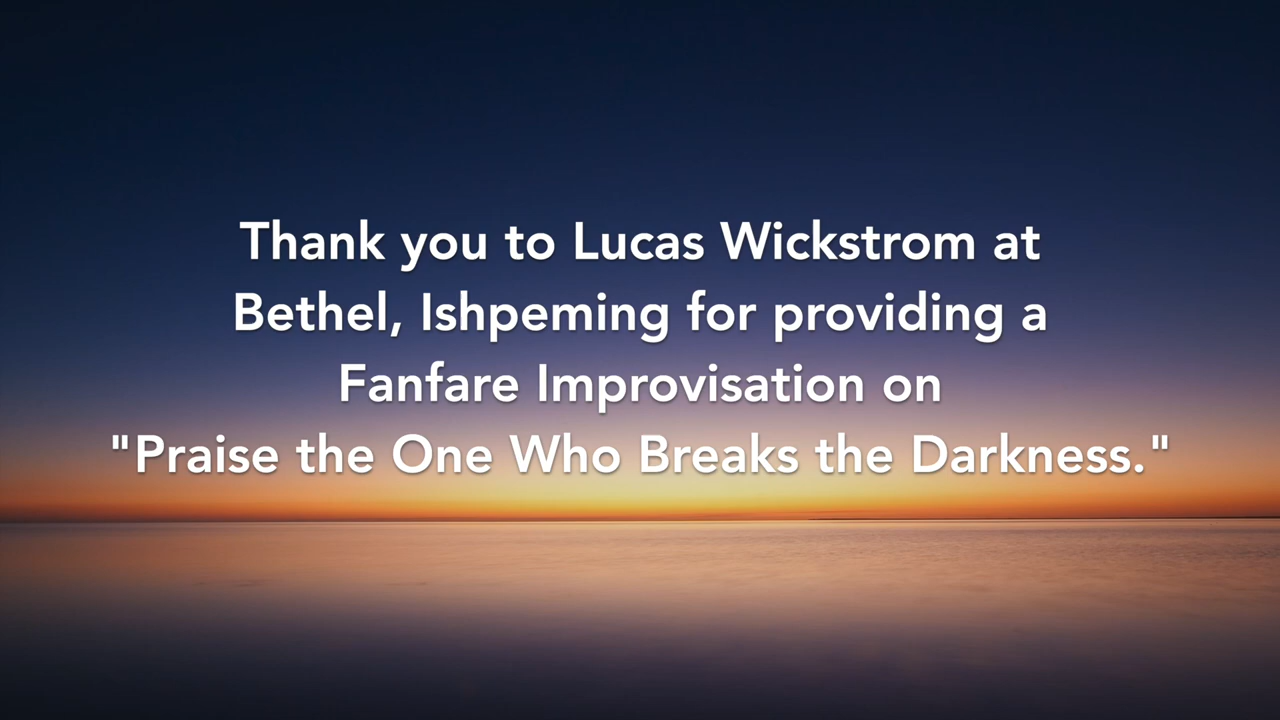 Thank you to Lucas Wickstrom at
Bethel, Ishpeming for providing a
Fanfare Improvisation on
"Praise the One Who Breaks the Darkness."